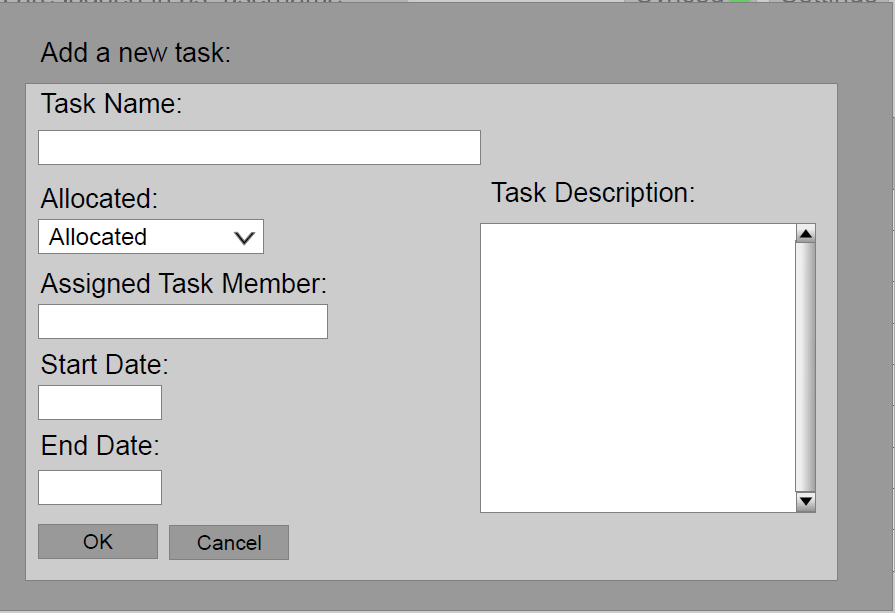 Add a new task:
Task Name:
Allocated:
Allocated
Assigned Task Member:
Start Date:
End Date:
OK
Cancel
Task Description: